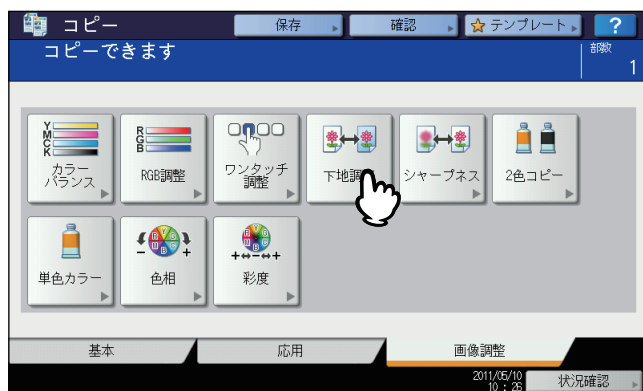 コピー
保存
確認
テンプレート
?
コピーできます
部数
1
Y
M
C
K
カラー
バランス
R
G
B
RGB調整
ワンタッチ
調整
下地調
シャープネス
2色コピー
単色カラー
色相
彩度
基本
応用
画像調整
2011/05/10
10:26
状況確認